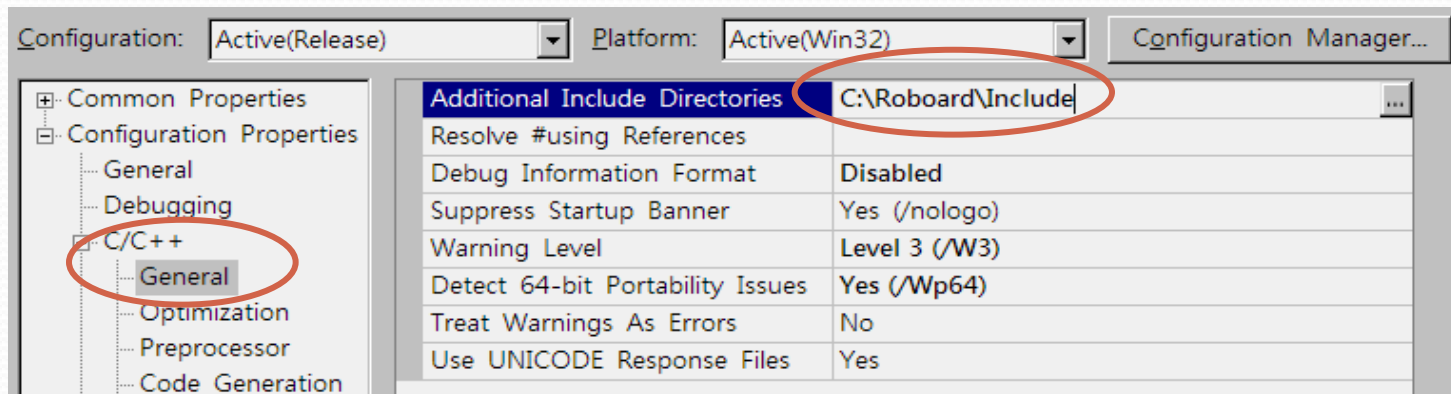 Configuration: Active(Release) Platform: Active(Win32) Configuration Manager...
Common Properties
Configuration Properties
General
Debugging
C/C++
General
Optimization
Preprocessor
Code Generation
Additional Include Directories C:\Roboard\Include ...
Resolve #using References
Debug Information Format Disabled
Suppress Startup Banner Yes (/nologo)
Warning Level Level 3 (/W3)
Detect 64-bit Portability Issues Yes (/Wp64)
Treat Warnings As Errors No
Use UNICODE Response Files Yes